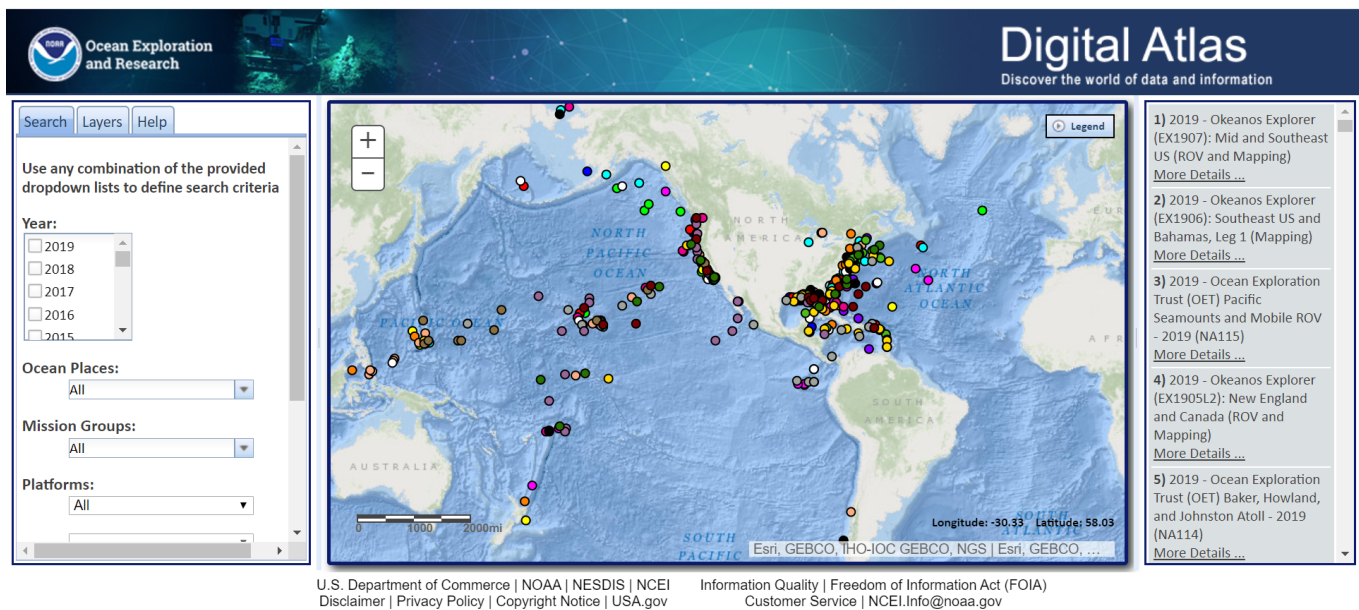 NOAA
Ocean Exploration
and Research
Digital Atlas
Discover the world of data and information
Search
Layers
Help
Use any combination of the provided
dropdown lists to define search criteria
Year:
2019
2018
2017
2016
2015
Ocean Places:
All
Mission Groups:
All
Platforms:
All
+
−
Legend
NORTH
PACIFIC
OCEAN
NORTH
AMERICA
NORTH
ATLANTIC
OCEAN
EUR
AFR
PACIFIC OCEAN
SOUTH
AMERICA
AUSTRALIA
0 1000 2000mi
SOUTH
PACIFIC
SOUTH
ATLANTIC
Longitude: -30.33 Latitude: 58.03
Esri, GEBCO, IHO-IOC GEBCO, NGS | Esri, GEBCO, ...
1) 2019 - Okeanos Explorer
(EX1907): Mid and Southeast
US (ROV and Mapping)
More Details ...
2) 2019 - Okeanos Explorer
(EX1906): Southeast US and
Bahamas, Leg 1 (Mapping)
More Details ...
3) 2019 - Ocean Exploration
Trust (OET) Pacific
Seamounts and Mobile ROV
- 2019 (NA115)
More Details ...
4) 2019 - Okeanos Explorer
(EX1905L2): New England
and Canada (ROV and
Mapping)
More Details ...
5) 2019 - Ocean Exploration
Trust (OET) Baker, Howland,
and Johnston Atoll - 2019
(NA114)
More Details ...
U.S. Department of Commerce | NOAA | NESDIS | NCEI
Disclaimer | Privacy Policy | Copyright Notice | USA.gov
Information Quality | Freedom of Information Act (FOIA)
Customer Service | NCEI.Info@noaa.gov